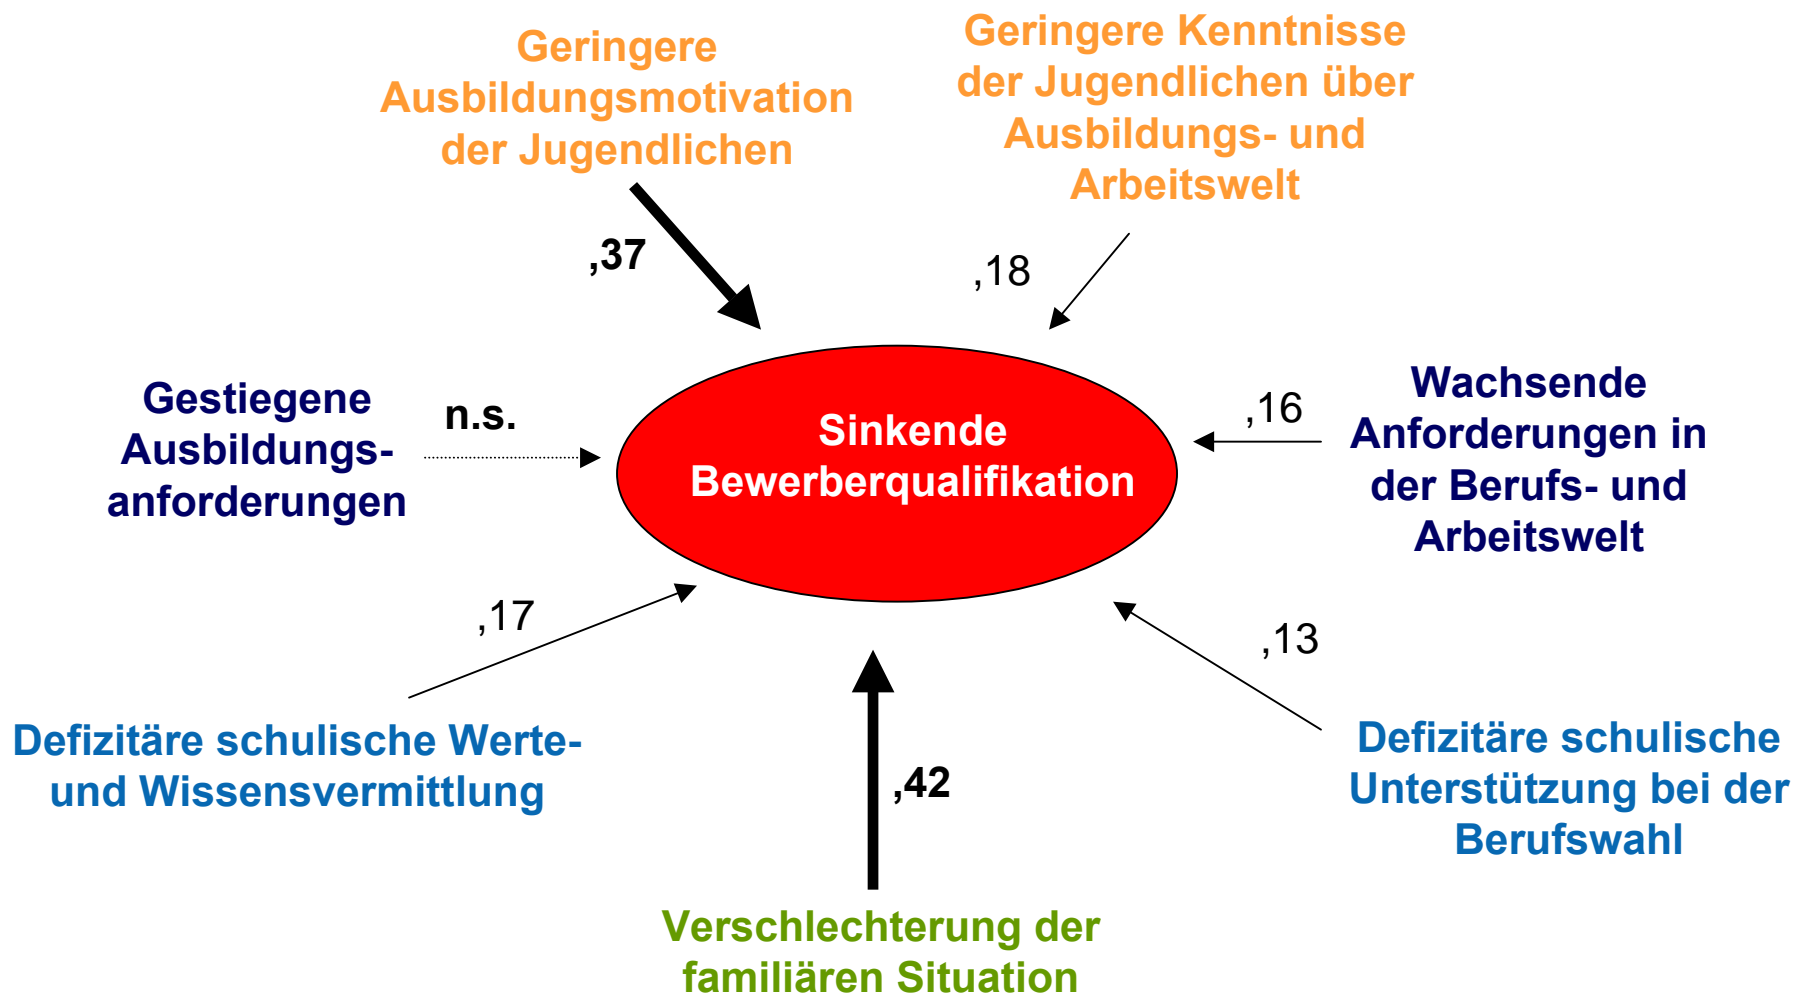 Geringere
Ausbildungsmotivation
der Jugendlichen
Geringere Kenntnisse
der Jugendlichen über
Ausbildungs- und
Arbeitswelt
,37
,18
Gestiegene
Ausbildungs-
anforderungen
n.s.
Sinkende
Bewerberqualifikation
,16
Wachsende
Anforderungen in
der Berufs- und
Arbeitswelt
,17
,13
Defizitäre schulische Werte-
und Wissensvermittlung
,42
Defizitäre schulische
Unterstützung bei der
Berufswahl
Verschlechterung der
familiären Situation